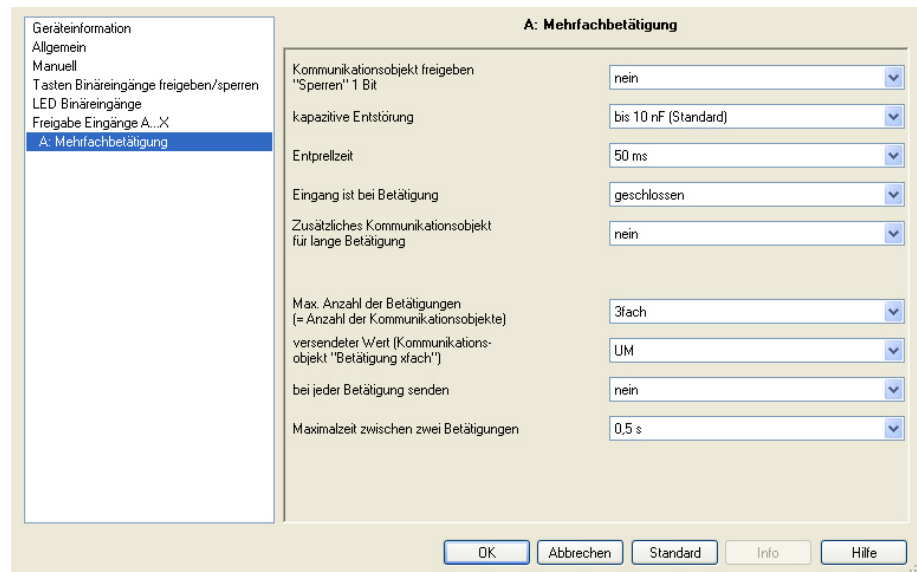 Geräteinformation
Allgemein
Manuell
Tasten Binäreingänge freigeben/sperren
LED Binäreingänge
Freigabe Eingänge A...X
A: Mehrfachbetätigung
A: Mehrfachbetätigung
Kommunikationsobjekt freigeben
"Sperren" 1 Bit
nein
kapazitive Entstörung
bis 10 nF (Standard)
Entprellzeit
50 ms
Eingang ist bei Betätigung
geschlossen
Zusätzliches Kommunikationsobjekt
für lange Betätigung
nein
Max. Anzahl der Betätigungen
(= Anzahl der Kommunikationsobjekte)
3fach
versendeter Wert (Kommunikations-
objekt "Betätigung xfach")
UM
bei jeder Betätigung senden
nein
Maximalzeit zwischen zwei Betätigungen
0,5 s
OK
Abbrechen
Standard
Info
Hilfe